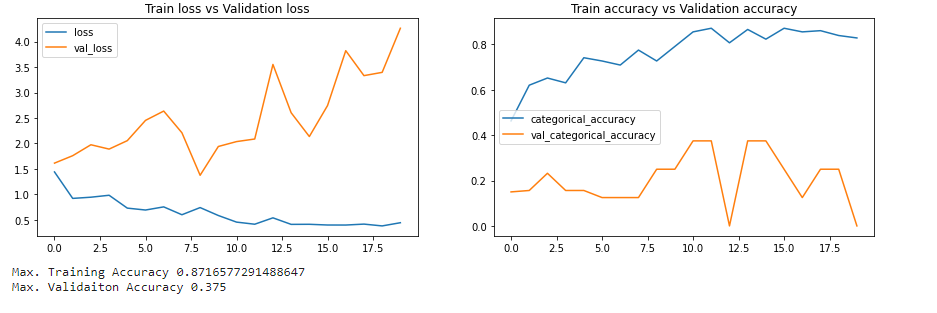 Train loss vs Validation loss
loss
val_loss
4.0
3.5
3.0
2.5
2.0
1.5
1.0
0.5
0.0 2.5 5.0 7.5 10.0 12.5 15.0 17.5
Train accuracy vs Validation accuracy
0.8
0.6
0.4
0.2
0.0
categorical_accuracy
val_categorical_accuracy
0.0 2.5 5.0 7.5 10.0 12.5 15.0 17.5
Max. Training Accuracy 0.8716577291488647
Max. Validaiton Accuracy 0.375